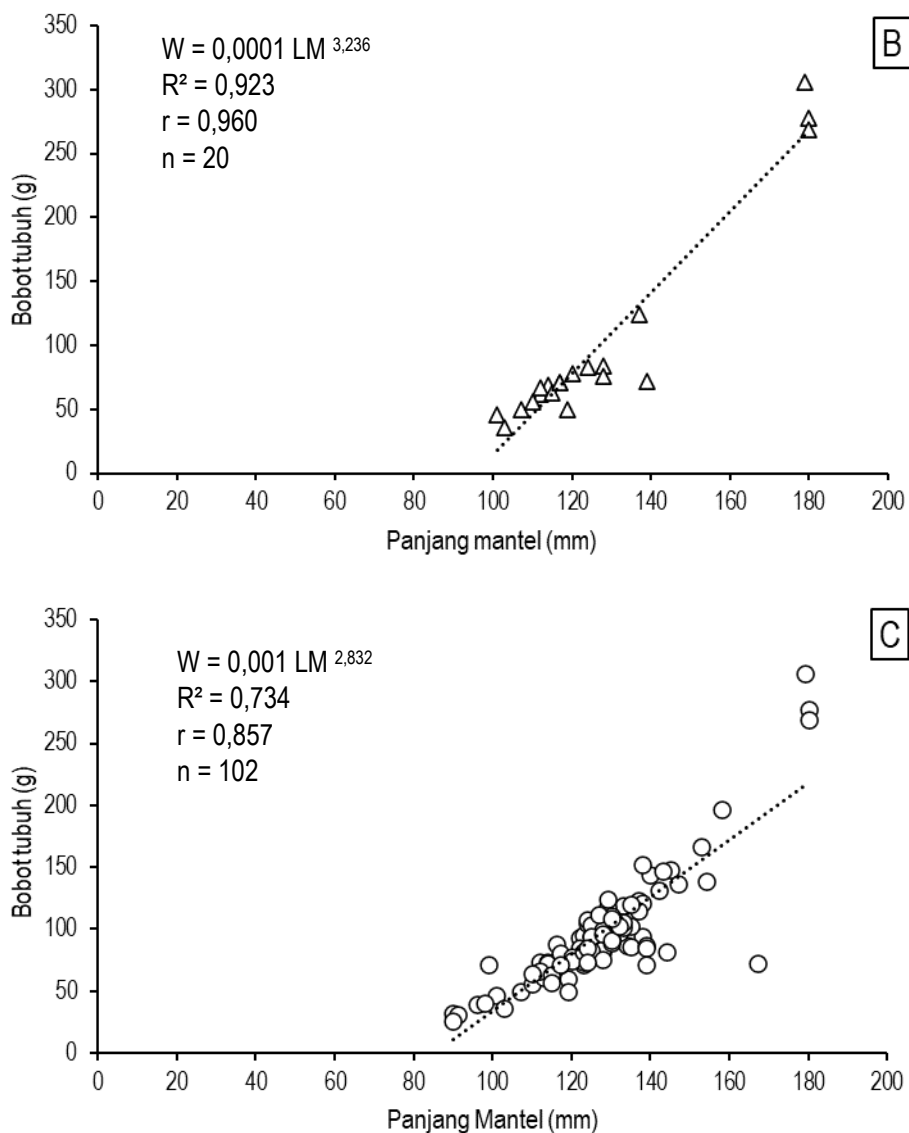 B
W = 0,0001 LM 3,236
R² = 0,923
r = 0,960
n = 20
350
300
250
200
150
100
50
0
Bobot tubuh (g)
0 20 40 60 80 100 120 140 160 180 200
Panjang mantel (mm)
C
W = 0,001 LM 2,832
R² = 0,734
r = 0,857
n = 102
350
300
250
200
150
100
50
0
Bobot tubuh (g)
0 20 40 60 80 100 120 140 160 180 200
Panjang Mantel (mm)